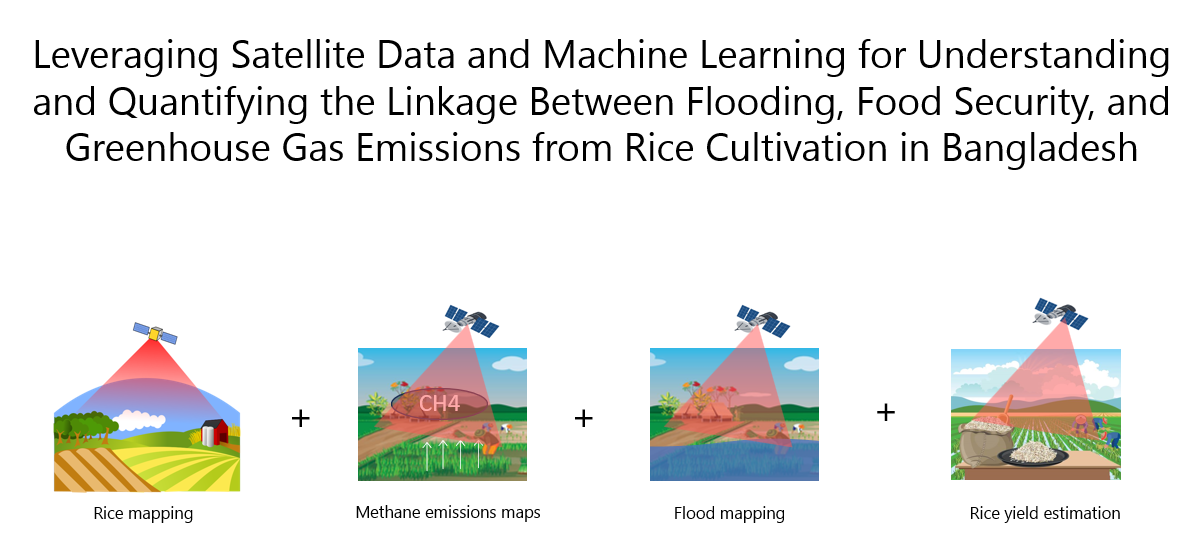 Leveraging Satellite Data and Machine Learning for Understanding
and Quantifying the Linkage Between Flooding, Food Security, and
Greenhouse Gas Emissions from Rice Cultivation in Bangladesh
CH4
+
+
+
Rice mapping
Methane emissions maps
Flood mapping
Rice yield estimation